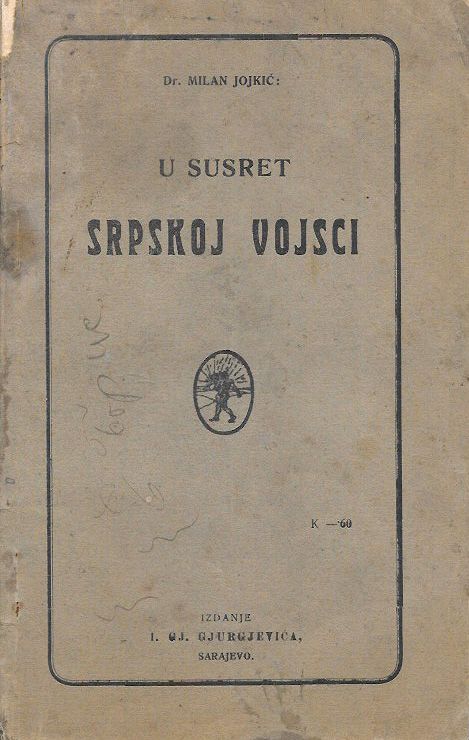 Dr. MILAN JOJKIĆ:
U SUSRET
SRPSKOJ VOJSCI
K —·60
IZDANJE
I. GJ. GJURGJEVIĆA,
SARAJEVO.